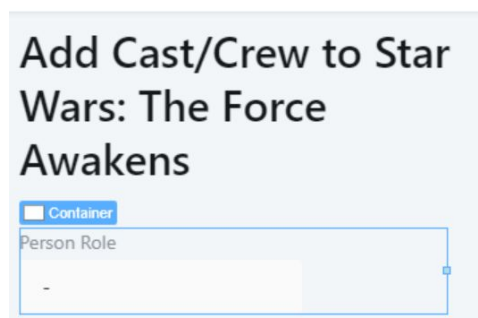 Add Cast/Crew to Star
Wars: The Force
Awakens
Container
Person Role
-